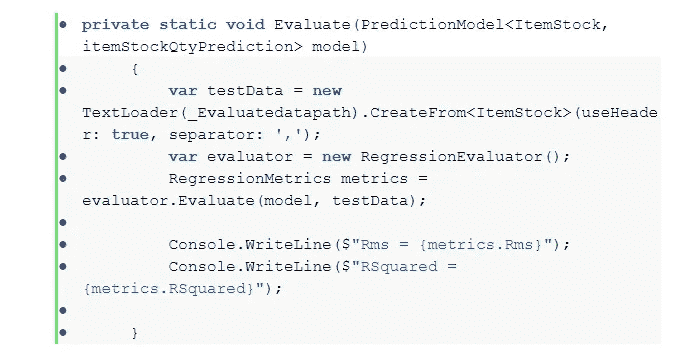 private static void Evaluate(PredictionModel<ItemStock,
itemStockQtyPrediction> model)
{
var testData = new
TextLoader(_Evaluatedatapath).CreateFrom<ItemStock>(useHeade
r: true, separator: ',');
var evaluator = new RegressionEvaluator();
RegressionMetrics metrics =
evaluator.Evaluate(model, testData);
Console.WriteLine($"Rms = {metrics.Rms}");
Console.WriteLine($"RSquared =
{metrics.RSquared}");
}